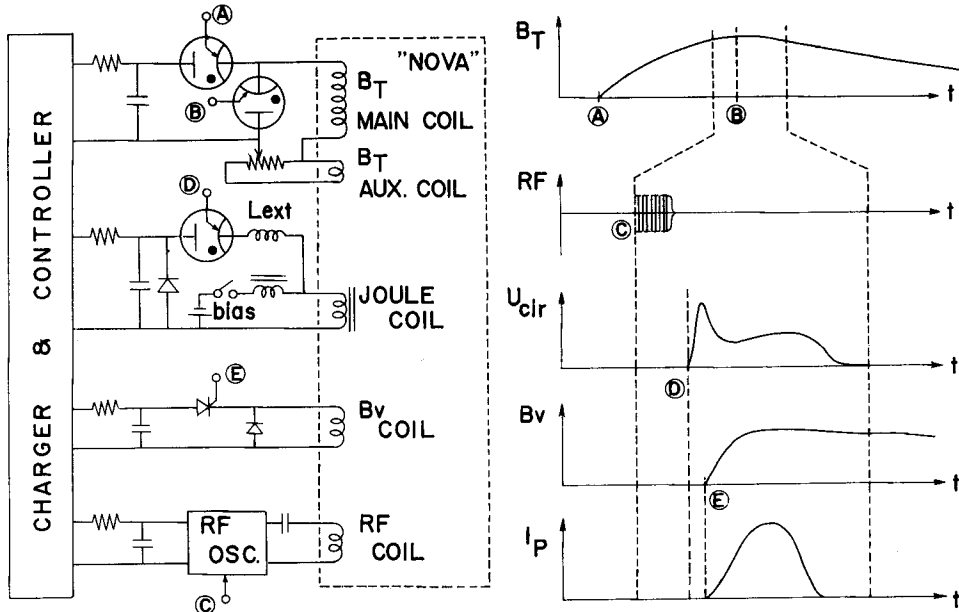 CHARGER & CONTROLLER
A
"NOVA"
B_T
MAIN COIL
B
B_T
AUX. COIL
D
Lext
bias
JOULE
COIL
E
Bv
COIL
RF
OSC.
RF
COIL
C
B_T
t
A
B
RF
t
C
U_clr
t
D
Bv
t
E
I_P
t